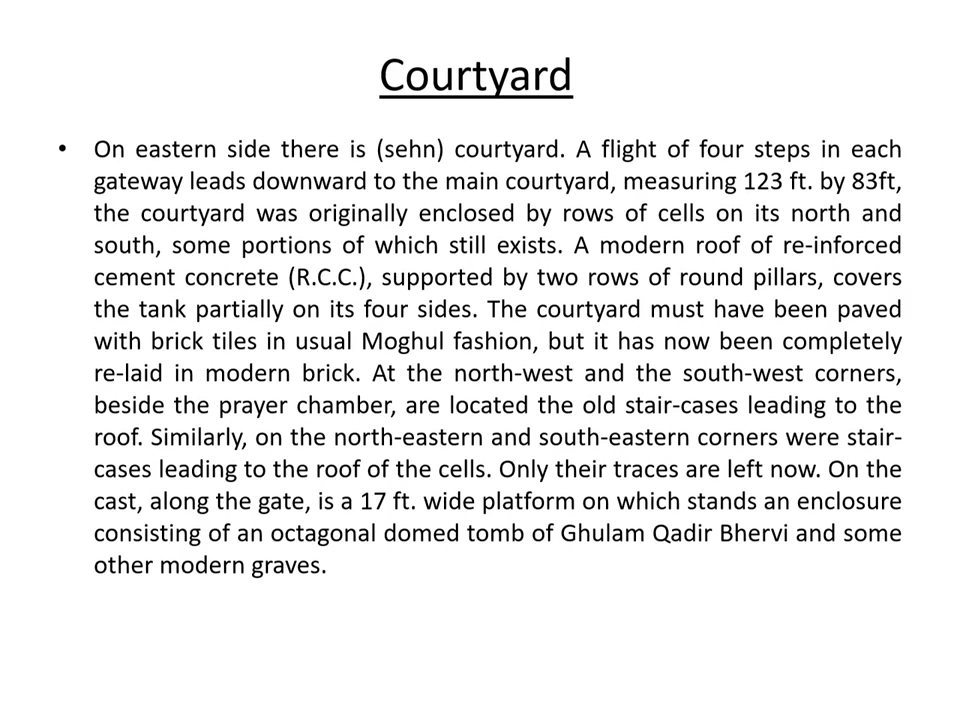 Courtyard
• On eastern side there is (sehn) courtyard. A flight of four steps in each
gateway leads downward to the main courtyard, measuring 123 ft. by 83ft,
the courtyard was originally enclosed by rows of cells on its north and
south, some portions of which still exists. A modern roof of re-inforced
cement concrete (R.C.C.), supported by two rows of round pillars, covers
the tank partially on its four sides. The courtyard must have been paved
with brick tiles in usual Moghul fashion, but it has now been completely
re-laid in modern brick. At the north-west and the south-west corners,
beside the prayer chamber, are located the old stair-cases leading to the
roof. Similarly, on the north-eastern and south-eastern corners were stair-
cases leading to the roof of the cells. Only their traces are left now. On the
cast, along the gate, is a 17 ft. wide platform on which stands an enclosure
consisting of an octagonal domed tomb of Ghulam Qadir Bhervi and some
other modern graves.